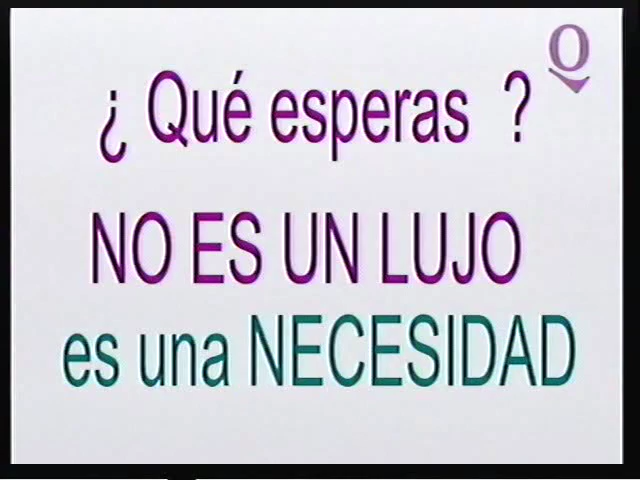 Q
¿ Qué esperas ?
NO ES UN LUJO
es una NECESIDAD